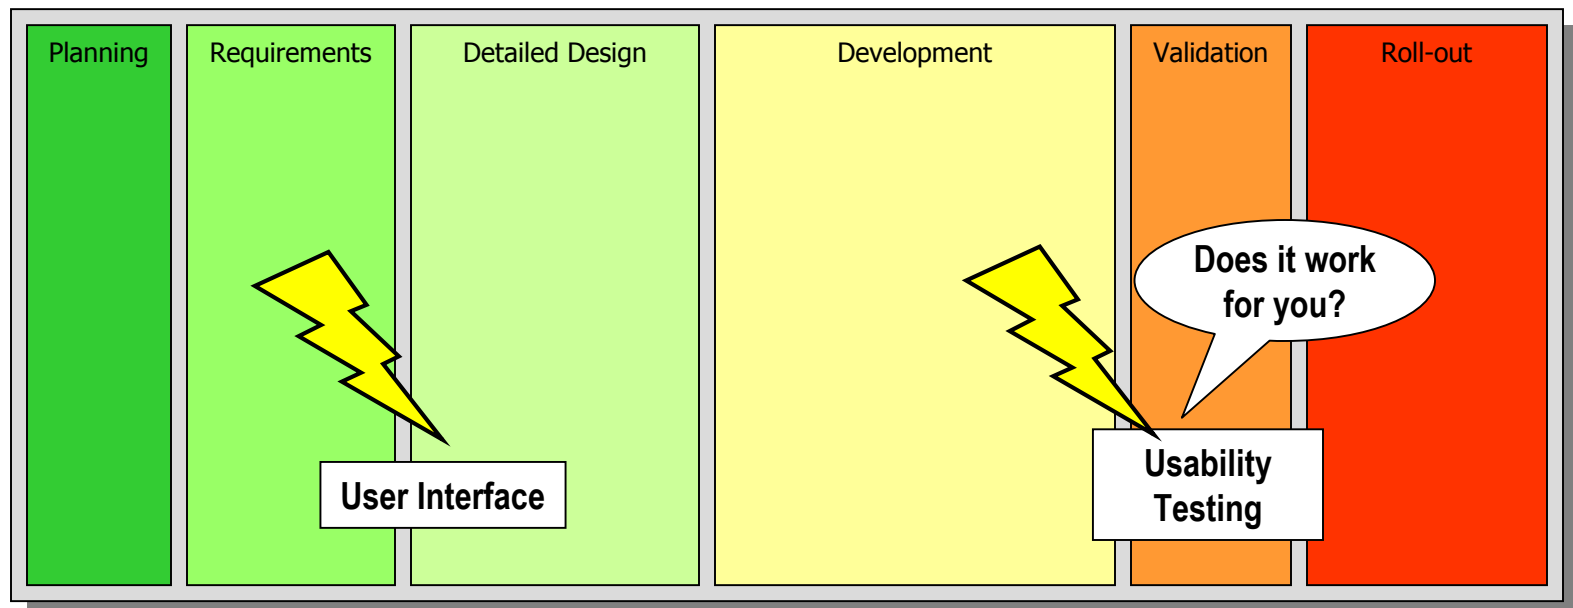 Planning
Requirements
Detailed Design
Development
Validation
Roll-out
Does it work
for you?
User Interface
Usability
Testing